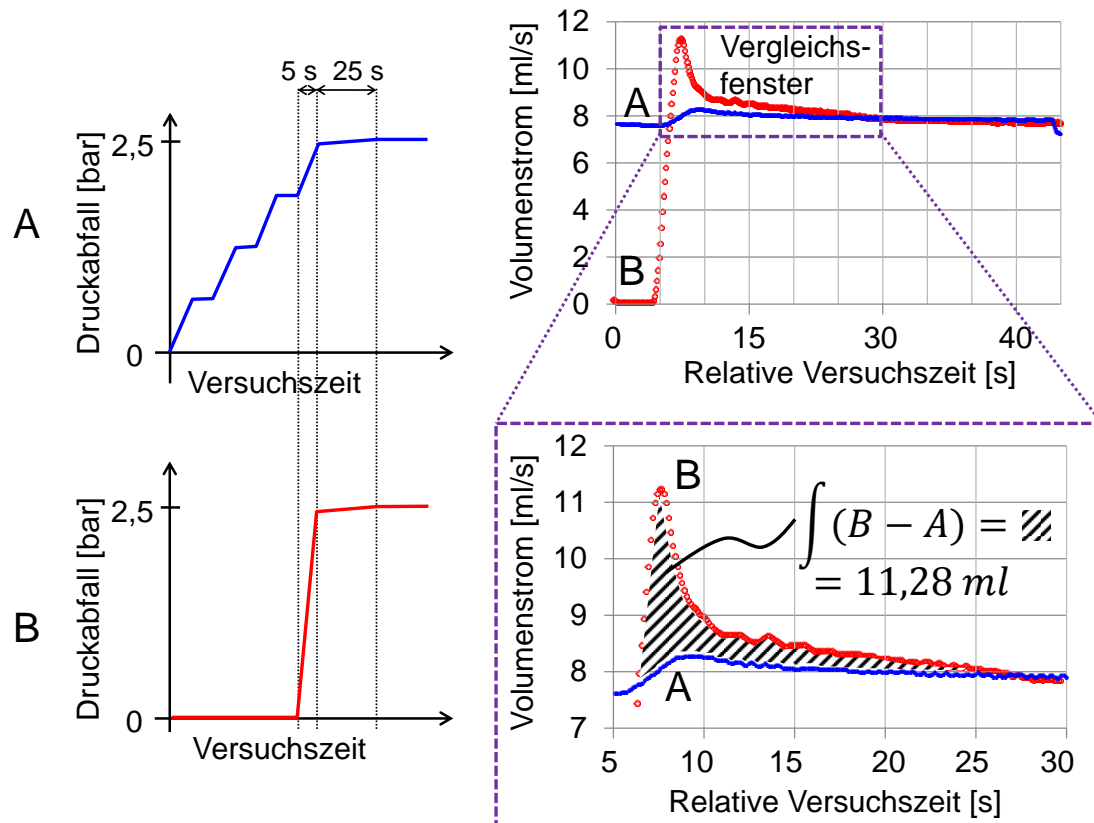 5 s 25 s
A
Druckabfall [bar]
2,5
0
Versuchszeit
B
Druckabfall [bar]
2,5
0
Versuchszeit
Volumenstrom [ml/s]
12
10
8
6
4
2
0
A
B
Vergleichs-
fenster
0 15 30 40
Relative Versuchszeit [s]
Volumenstrom [ml/s]
12
11
10
9
8
7
B
A
∫ (B − A) =
= 11,28 ml
5 10 15 20 25 30
Relative Versuchszeit [s]